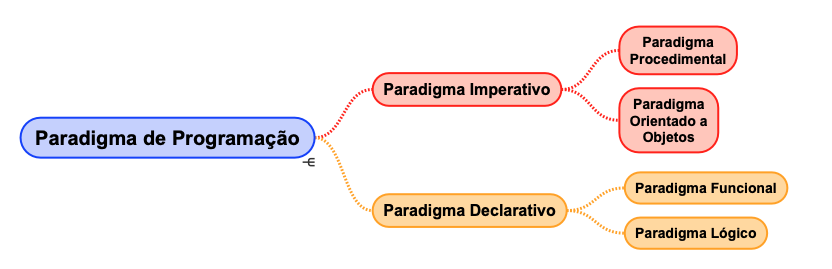 Paradigma
Procedimental
Paradigma Imperativo
Paradigma
Orientado a
Objetos
Paradigma de Programação
Paradigma Funcional
Paradigma Declarativo
Paradigma Lógico